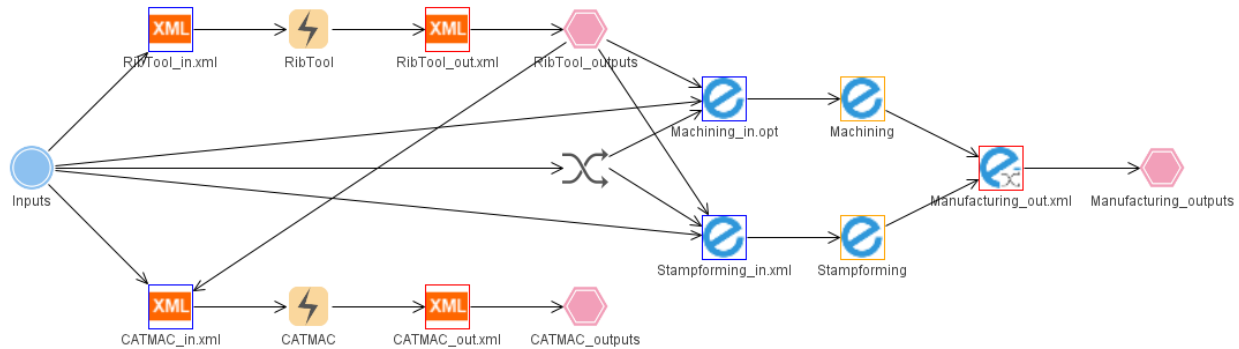 XML
RibTool_in.xml
RibTool
XML
RibTool_out.xml
RibTool_outputs
Machining_in.opt
Machining
Inputs
Manufacturing_out.xml
Manufacturing_outputs
Stampforming_in.xml
Stampforming
XML
CATMAC_in.xml
CATMAC
XML
CATMAC_out.xml
CATMAC_outputs